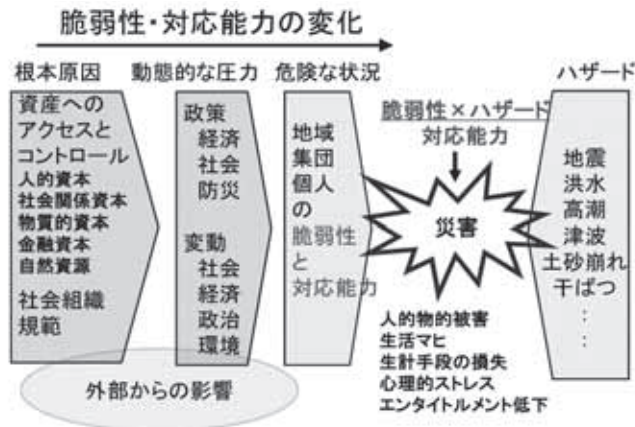 脆弱性・対応能力の変化
根本原因
資産への
アクセスと
コントロール
人的資本
社会関係資本
物質的資本
金融資本
自然資源
社会組織
規範
動態的な圧力
政策
経済
社会
防災
変動
社会
経済
政治
環境
外部からの影響
危険な状況
地域
集団
個人
の
脆弱性
と
対応能力
脆弱性×ハザード
対応能力
災害
人的物的被害
生活マヒ
生計手段の損失
心理的ストレス
エンタイトルメント低下
ハザード
地震
洪水
高潮
津波
土砂崩れ
干ばつ
:
: